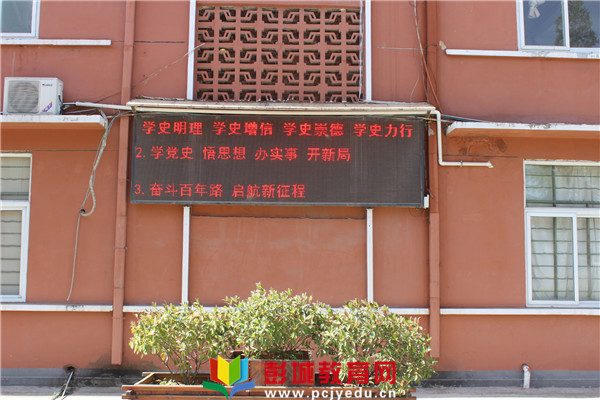 学史明理 学史增信 学史崇德 学史力行
2.学党史 悟思想 办实事 开新局
3.奋斗百年路 启航新征程
彭城教育网
www.pcjyedu.cn